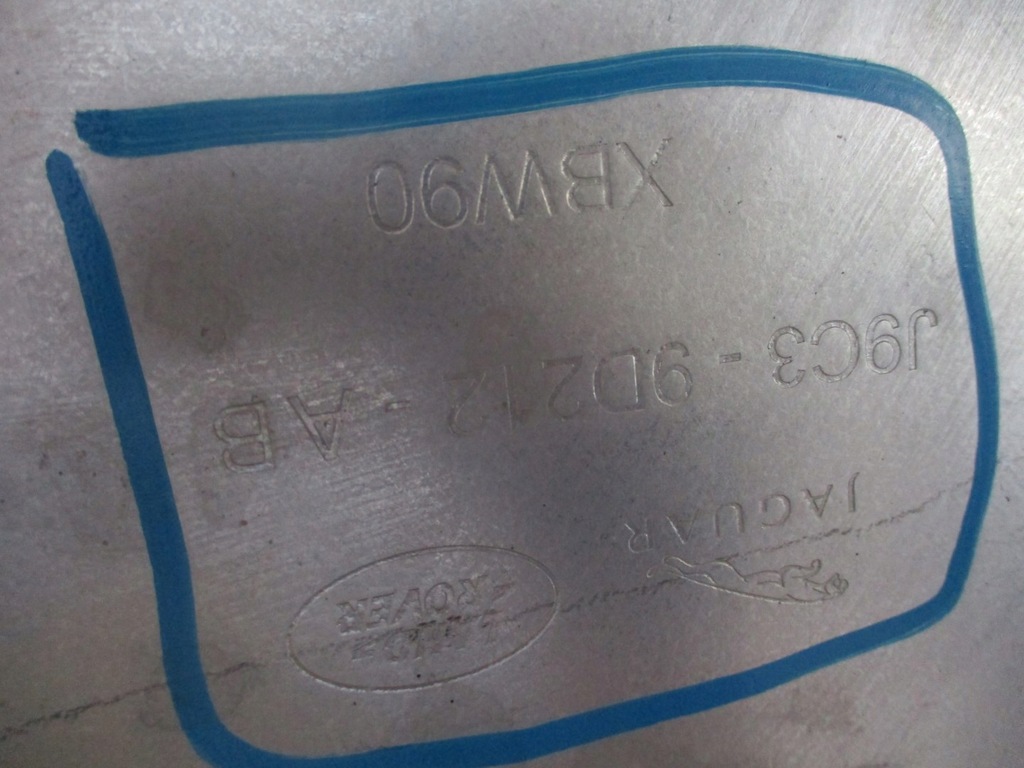 JAGUAR
LAND
ROVER
J9C3-9D212-AB
XBW90